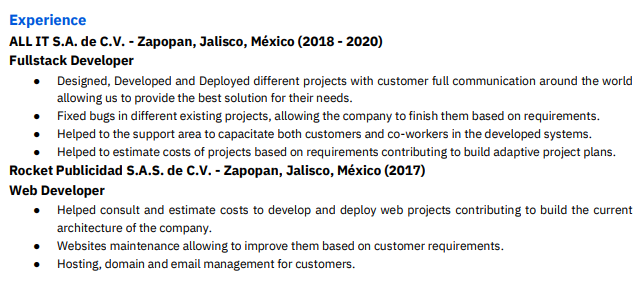 Experience
ALL IT S.A. de C.V. - Zapopan, Jalisco, México (2018 - 2020)
Fullstack Developer
● Designed, Developed and Deployed different projects with customer full communication around the world
allowing us to provide the best solution for their needs.
● Fixed bugs in different existing projects, allowing the company to finish them based on requirements.
● Helped to the support area to capacitate both customers and co-workers in the developed systems.
● Helped to estimate costs of projects based on requirements contributing to build adaptive project plans.
Rocket Publicidad S.A.S. de C.V. - Zapopan, Jalisco, México (2017)
Web Developer
● Helped consult and estimate costs to develop and deploy web projects contributing to build the current
architecture of the company.
● Websites maintenance allowing to improve them based on customer requirements.
● Hosting, domain and email management for customers.